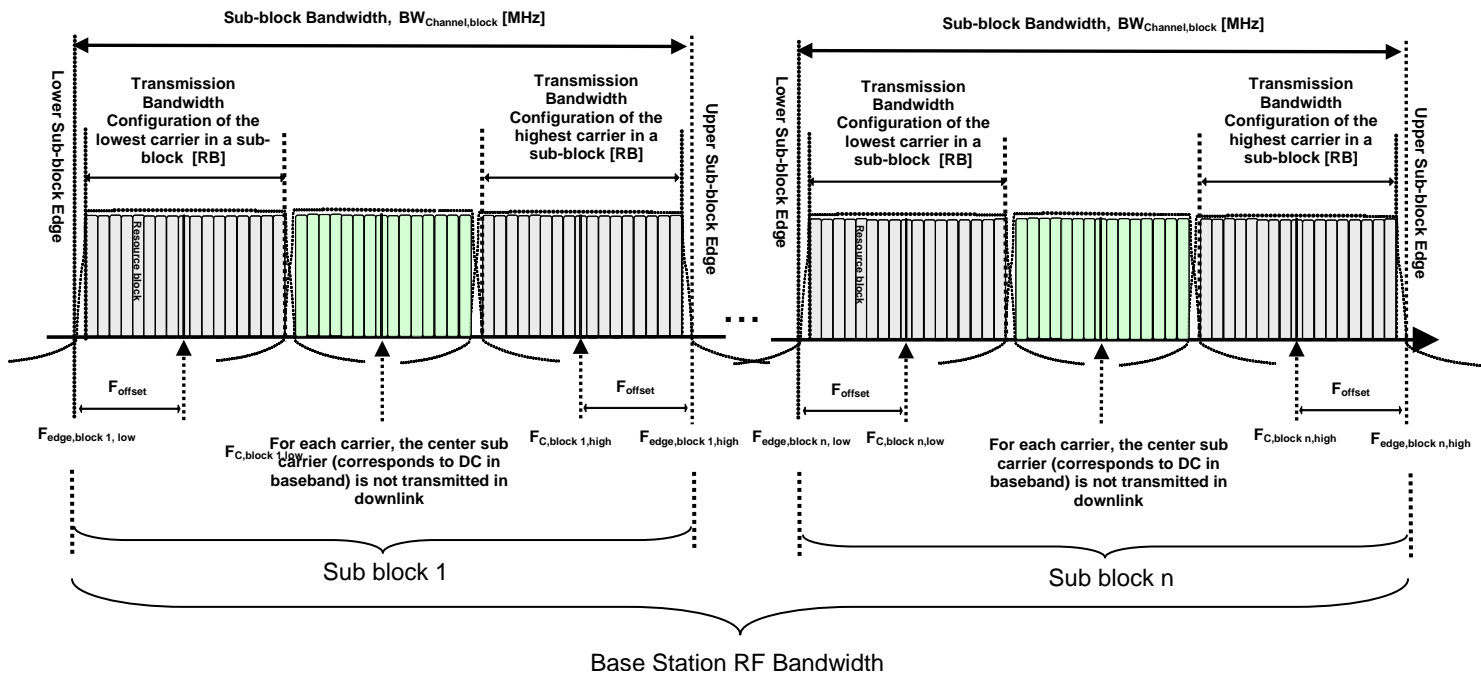 Sub-block Bandwidth, BWChannel,block [MHz]
Sub-block Bandwidth, BWChannel,block [MHz]
Lower Sub-block Edge
Transmission
Bandwidth
Configuration of the
lowest carrier in a sub-
block [RB]
Transmission
Bandwidth
Configuration of
the highest carrier in a
sub-block [RB]
Upper Sub-block Edge
Lower Sub-block Edge
Transmission
Bandwidth
Configuration of the
lowest carrier in
a sub-block [RB]
Transmission
Bandwidth
Configuration of the
highest carrier in a
sub-block [RB]
Upper Sub-block Edge
Resource block
...
Resource block
Foffset
Foffset
Foffset
Foffset
Fedge,block 1, low
FC,block 1,low
For each carrier, the center sub
carrier (corresponds to DC in
baseband) is not transmitted in
downlink
FC,block 1,high
Fedge,block 1,high
Fedge,block n, low
FC,block n,low
For each carrier, the center sub
carrier (corresponds to DC in
baseband) is not transmitted in
downlink
FC,block n,high
Fedge,block n,high
Sub block 1
Sub block n
Base Station RF Bandwidth